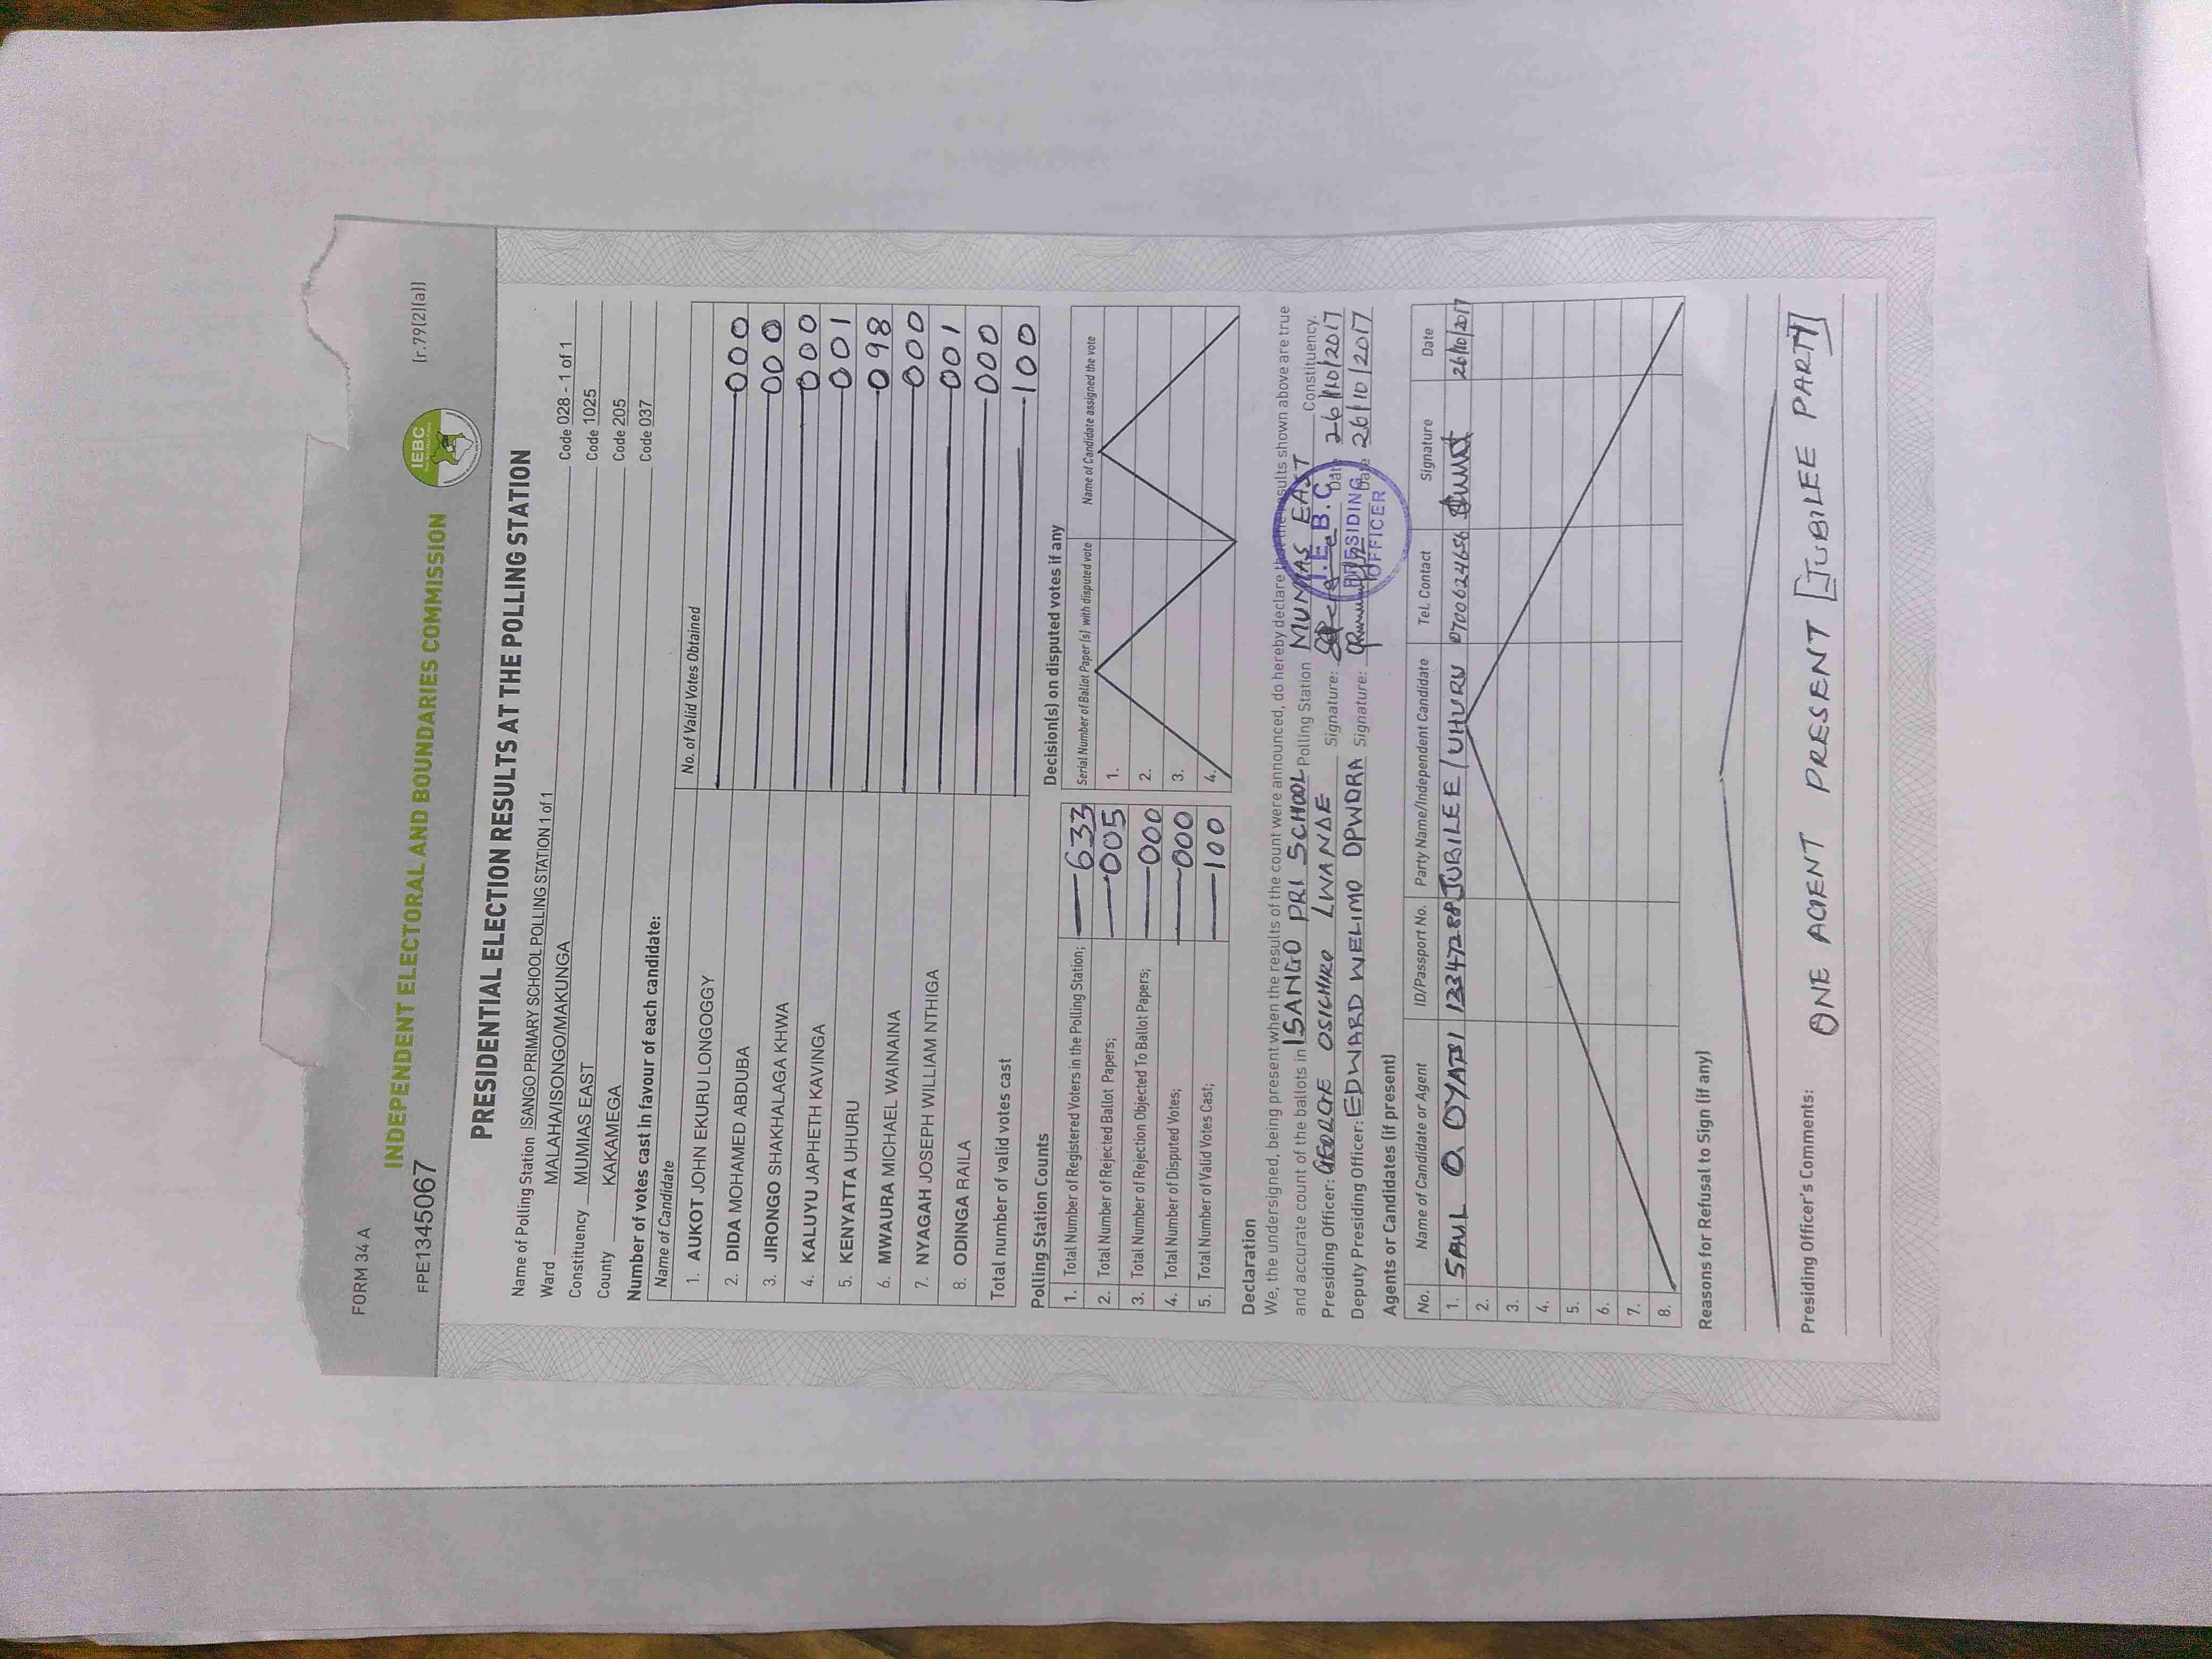 FORM 34 A
INDEPENDENT ELECTORAL AND BOUNDARIES COMMISSION
IEBC
(r.79(2)(a))
FPE1345067
PRESIDENTIAL ELECTION RESULTS AT THE POLLING STATION
Name of Polling Station ISANGO PRIMARY SCHOOL POLLING STATION 1 of 1 Code 028 - 1 of 1
Ward MALAHA/ISONGO/MAKUNGA Code 1025
Constituency MUMIAS EAST Code 205
County KAKAMEGA Code 037
Number of votes cast in favour of each candidate:
Name of Candidate No. of Valid Votes Obtained
1. AUKOT JOHN EKURU LONGOGGY 000
2. DIDA MOHAMED ABDUBA 000
3. JIRONGO SHAKHALAGA KHWA 000
4. KALUYU JAPHETH KAVINGA 001
5. KENYATTA UHURU 098
6. MWAURA MICHAEL WAINAINA 000
7. NYAGAH JOSEPH WILLIAM NTHIGA 001
8. ODINGA RAILA 000
Total number of valid votes cast 100
Polling Station Counts
1. Total Number of Registered Voters in the Polling Station; 633
2. Total Number of Rejected Ballot Papers; 005
3. Total Number of Rejection Objected To Ballot Papers; 000
4. Total Number of Disputed Votes; 000
5. Total Number of Valid Votes Cast; 100
Decision(s) on disputed votes if any
Serial Number of Ballot Paper (s) with disputed vote Name of Candidate assigned the vote
1.
2.
3.
4.
Declaration
We, the undersigned, being present when the results of the count were announced, do hereby declare that the results shown above are true
and accurate count of the ballots in ISANGO PRI SCHOOL Polling Station MUMIAS EAST Constituency.
Presiding Officer: GEORGE OSICHIRO LWANDE Signature: Date 26/10/2017
Deputy Presiding Officer: EDWARD WELIMO OPWORA Signature: Date 26/10/2017
I.E.B.C
PRESIDING
OFFICER
Agents or Candidates (if present)
No. Name of Candidate or Agent ID/Passport No. Party Name/Independent Candidate Tel. Contact Signature Date
1. SAUL O. OYATSI 13347288 JUBILEE/UHURU 0700624656 26/10/2017
2.
3.
4.
5.
6.
7.
8.
Reasons for Refusal to Sign (if any)
Presiding Officer's Comments:
ONE AGENT PRESENT [JUBILEE PARTY]